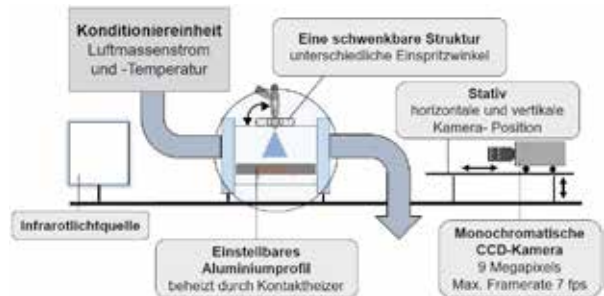 Konditioniereinheit
Luftmassenstrom
und -Temperatur
Eine schwenkbare Struktur
unterschiedliche Einspritzwinkel
Stativ
horizontale und vertikale
Kamera- Position
Infrarotlichtquelle
Einstellbares
Aluminiumprofil
beheizt durch Kontaktheizer
Monochromatische
CCD-Kamera
9 Megapixels
Max. Framerate 7 fps